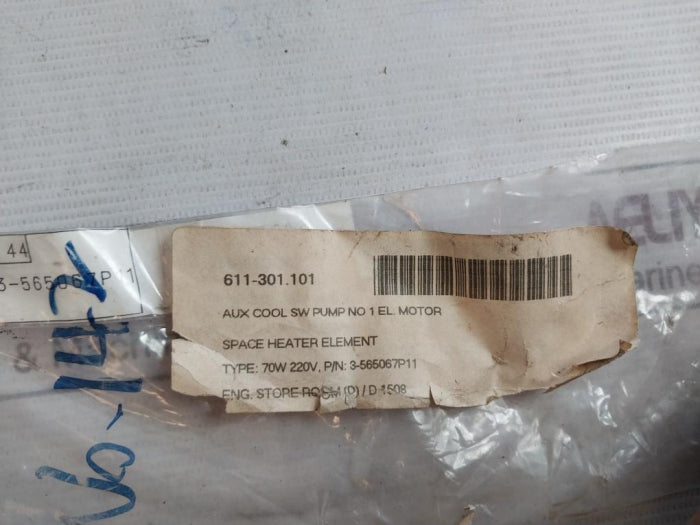 44
3-565067P11
611-301.101
AUX COOL SW PUMP NO 1 EL. MOTOR
SPACE HEATER ELEMENT
TYPE: 70W 220V, P/N: 3-565067P11
ENG. STORE ROOM (P) / D 1508